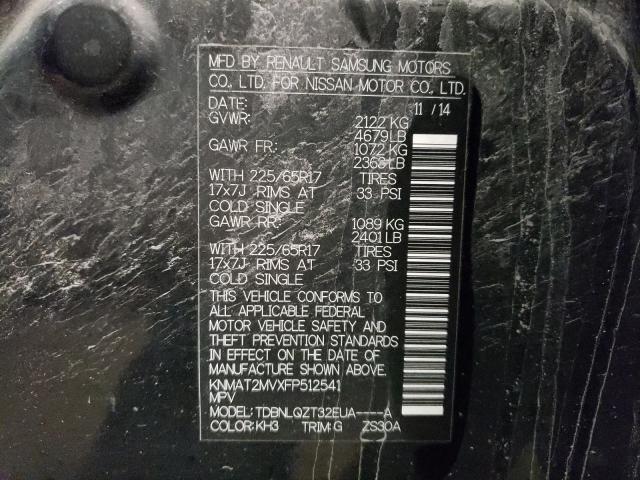 MFD BY RENAULT SAMSUNG MOTORS
CO., LTD. FOR NISSAN MOTOR CO., LTD.
DATE: 11 / 14
GVWR: 2122 KG
4679LB
GAWR FR: 1072 KG
2363 LB
WITH 225/65R17 TIRES
17x7J RIMS AT 33 PSI
COLD SINGLE
GAWR RR: 1089 KG
2401 LB
WITH 225/65R17 TIRES
17x7J RIMS AT 33 PSI
COLD SINGLE
THIS VEHICLE CONFORMS TO
ALL APPLICABLE FEDERAL
MOTOR VEHICLE SAFETY AND
THEFT PREVENTION STANDARDS
IN EFFECT ON THE DATE OF
MANUFACTURE SHOWN ABOVE.
KNMAT2MVXFP512541
MPV
MODEL: TDBNLQZT32EUA----A
COLOR: KH3 TRIM: G ZS30A